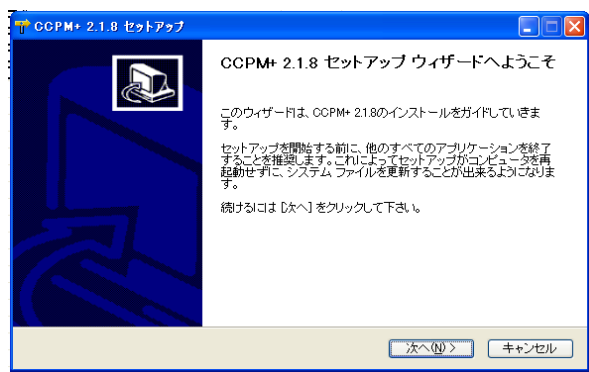 CCPM+ 2.1.8 セットアップ
CCPM+ 2.1.8 セットアップ ウィザードへようこそ
このウィザードは、CCPM+ 2.1.8のインストールをガイドしていきま
す。
セットアップを開始する前に、他のすべてのアプリケーションを終了
することを推奨します。これによってセットアップがコンピュータを再
起動せずに、システム ファイルを更新することが出来るようになりま
す。
続けるには [次へ] をクリックして下さい。
次へ(N) >
キャンセル